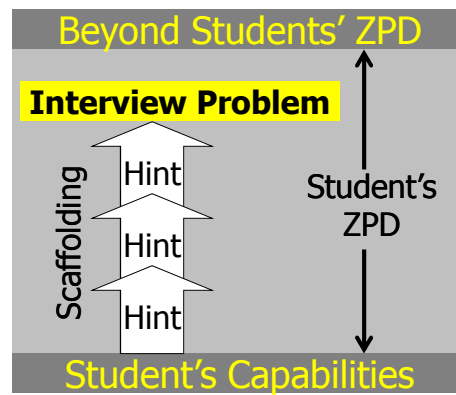 Beyond Students' ZPD
Interview Problem
Scaffolding
Hint
Hint
Hint
Student's
ZPD
Student's Capabilities